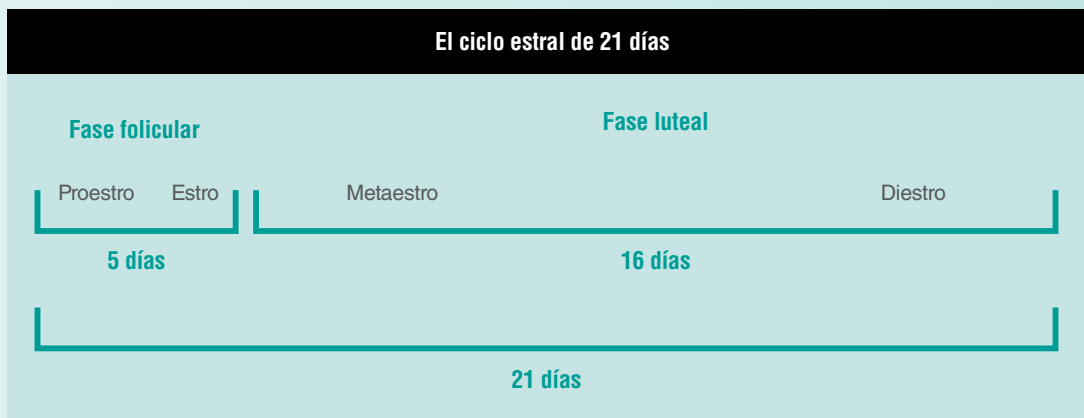 El ciclo estral de 21 días
Fase folicular
Fase luteal
Proestro Estro Metaestro Diestro
5 días
16 días
21 días